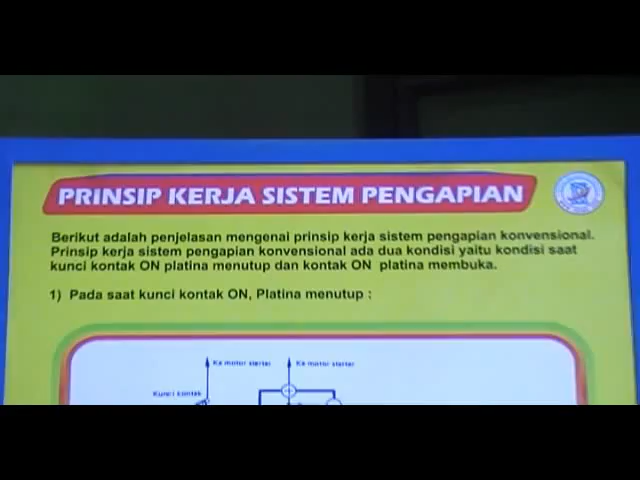 PRINSIP KERJA SISTEM PENGAPIAN
Berikut adalah penjelasan mengenai prinsip kerja sistem pengapian konvensional.
Prinsip kerja sistem pengapian konvensional ada dua kondisi yaitu kondisi saat
kunci kontak ON platina menutup dan kontak ON platina membuka.
1) Pada saat kunci kontak ON, Platina menutup :
Ke motor starter Ke motor starter
Kunci kontak